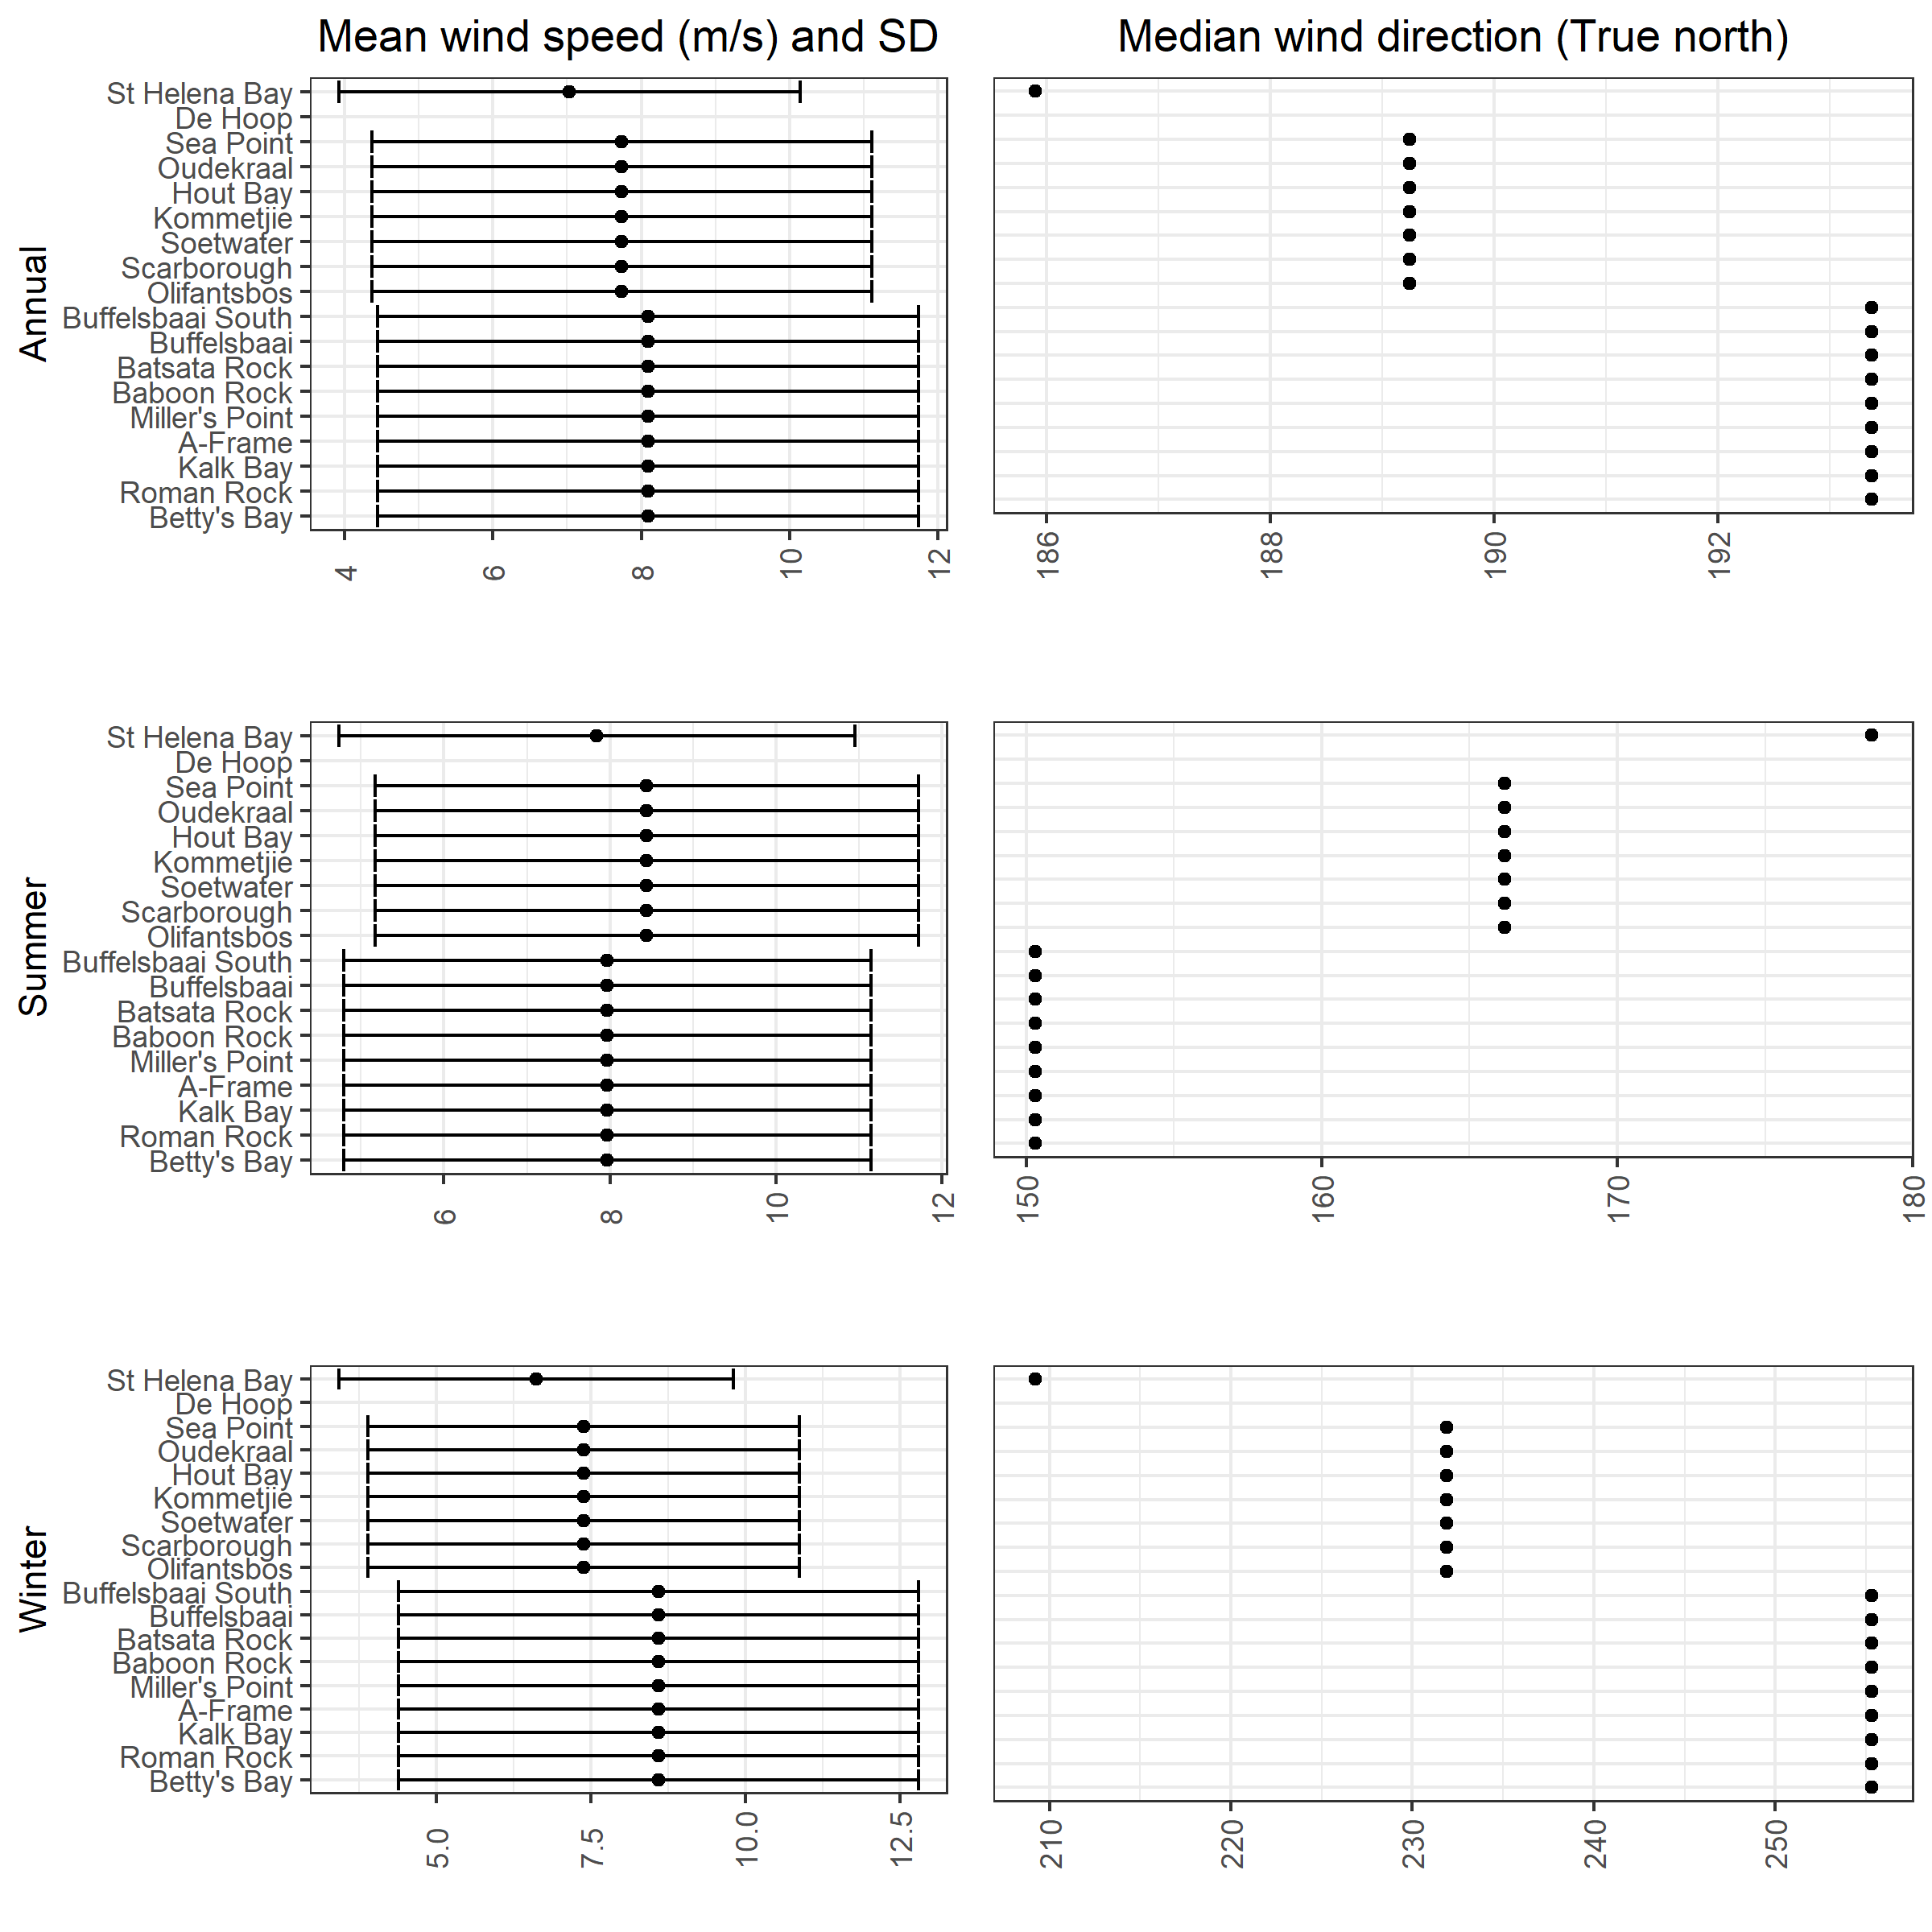 Mean wind speed (m/s) and SD
Median wind direction (True north)
Annual
St Helena Bay
De Hoop
Sea Point
Oudekraal
Hout Bay
Kommetjie
Soetwater
Scarborough
Olifantsbos
Buffelsbaai South
Buffelsbaai
Batsata Rock
Baboon Rock
Miller's Point
A-Frame
Kalk Bay
Roman Rock
Betty's Bay
4 6 8 10 12
186 188 190 192
Summer
St Helena Bay
De Hoop
Sea Point
Oudekraal
Hout Bay
Kommetjie
Soetwater
Scarborough
Olifantsbos
Buffelsbaai South
Buffelsbaai
Batsata Rock
Baboon Rock
Miller's Point
A-Frame
Kalk Bay
Roman Rock
Betty's Bay
6 8 10 12
150 160 170 180
Winter
St Helena Bay
De Hoop
Sea Point
Oudekraal
Hout Bay
Kommetjie
Soetwater
Scarborough
Olifantsbos
Buffelsbaai South
Buffelsbaai
Batsata Rock
Baboon Rock
Miller's Point
A-Frame
Kalk Bay
Roman Rock
Betty's Bay
5.0 7.5 10.0 12.5
210 220 230 240 250